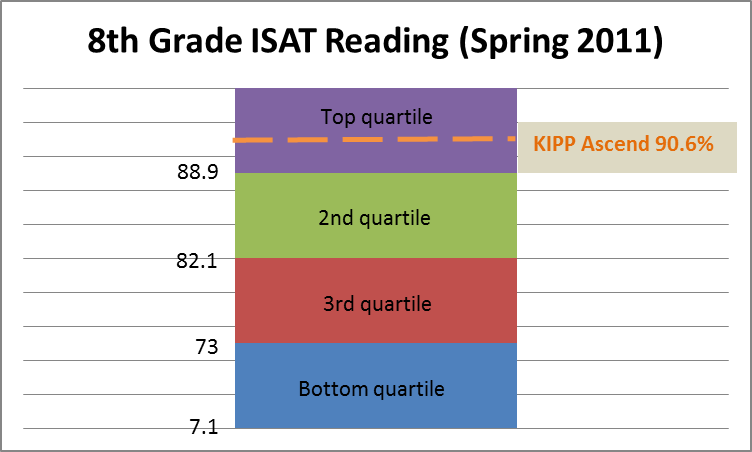 8th Grade ISAT Reading (Spring 2011)
Top quartile
KIPP Ascend 90.6%
88.9
2nd quartile
82.1
3rd quartile
73
Bottom quartile
7.1